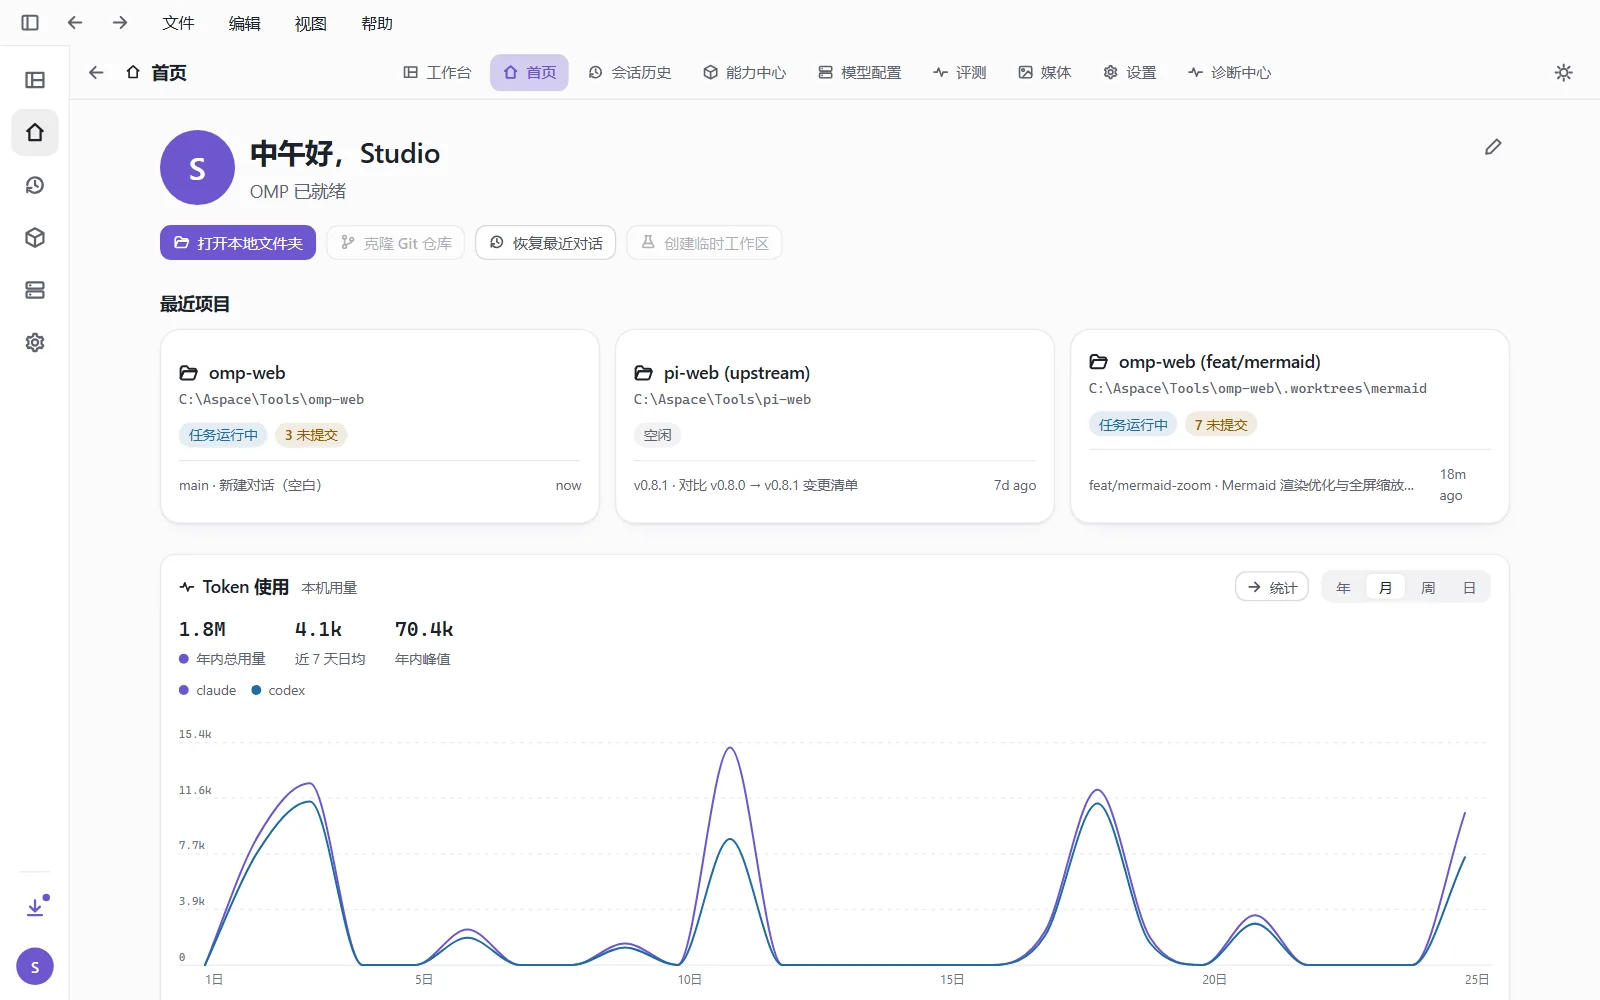 文件 编辑 视图 帮助
首页
工作台 首页 会话历史 能力中心 模型配置 评测 媒体 设置 诊断中心
S
中午好，Studio
OMP 已就绪
打开本地文件夹 克隆 Git 仓库 恢复最近对话 创建临时工作区
最近项目
omp-web
C:\Aspace\Tools\omp-web
任务运行中 3 未提交
main · 新建对话（空白） now
pi-web (upstream)
C:\Aspace\Tools\pi-web
空闲
v0.8.1 · 对比 v0.8.0 → v0.8.1 变更清单 7d ago
omp-web (feat/mermaid)
C:\Aspace\Tools\omp-web\.worktrees\mermaid
任务运行中 7 未提交
feat/mermaid-zoom · Mermaid 渲染优化与全屏缩放... 18m
ago
Token 使用 本机用量
统计 年 月 周 日
1.8M 4.1k 70.4k
年内总用量 近 7 天日均 年内峰值
claude codex
15.4k
11.6k
7.7k
3.9k
0
1日 5日 10日 15日 20日 25日
S